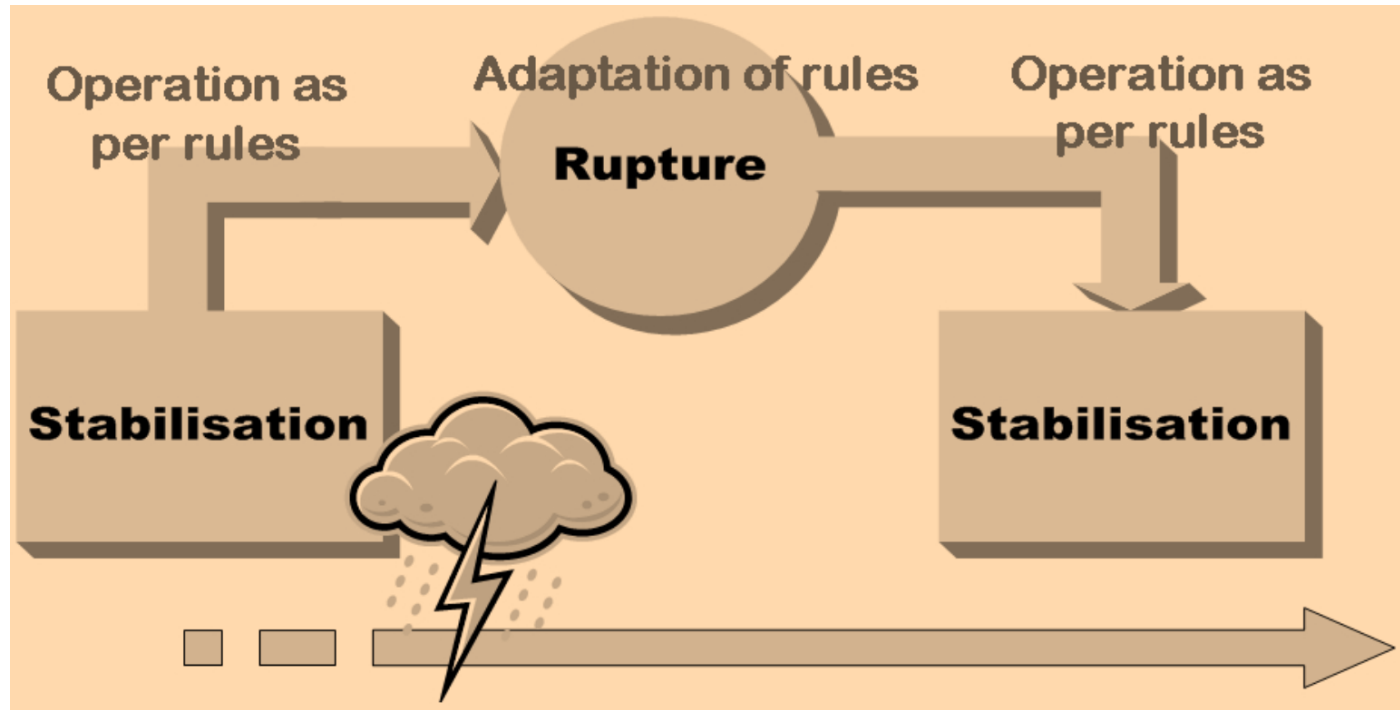 Operation as
per rules
Adaptation of rules
Operation as
per rules
Rupture
Stabilisation
Stabilisation